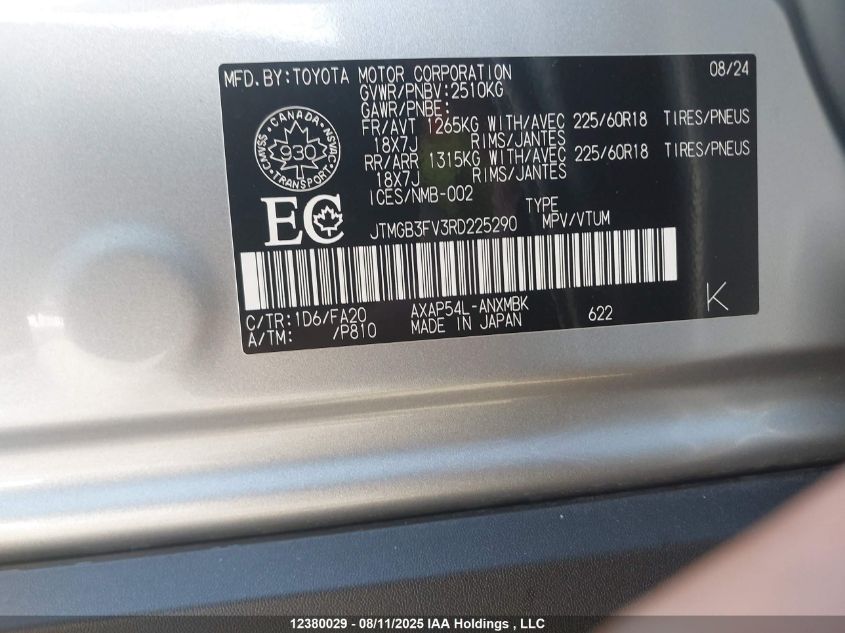 MFD.BY:TOYOTA MOTOR CORPORATION 08/24
GVWR/PNBV:2510KG
GAWR/PNBE:
FR/AVT 1265KG WITH/AVEC 225/60R18 TIRES/PNEUS
18X7J RIMS/JANTES
RR/ARR 1315KG WITH/AVEC 225/60R18 TIRES/PNEUS
18X7J RIMS/JANTES
ICES/NMB-002
CANADA
CMVSS NSVAC
930
TRANSPORT
EC
TYPE
JTMGB3FV3RD225290 MPV/VTUM
C/TR:1D6/FA20 AXAP54L-ANXMBK 622 K
A/TM: /P810 MADE IN JAPAN
12380029 - 08/11/2025 IAA Holdings , LLC